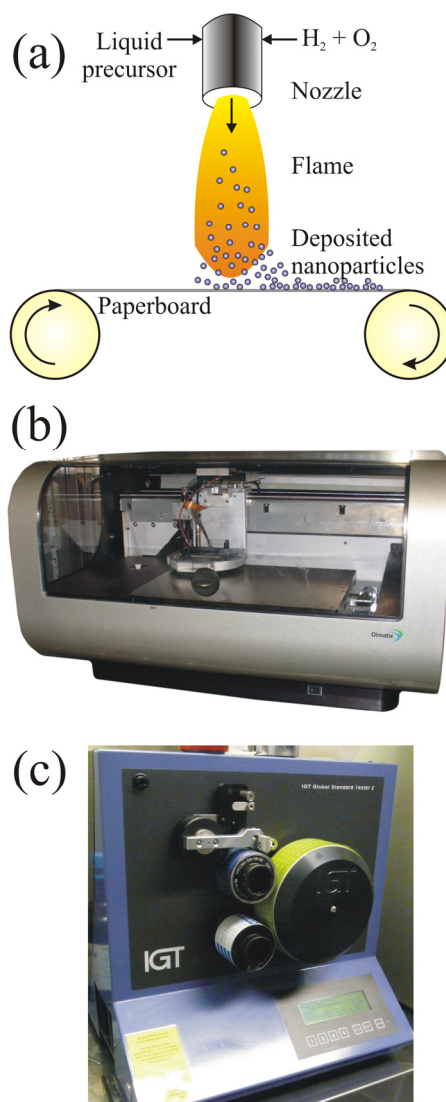 (a)
Liquid
precursor
H₂ + O₂
Nozzle
Flame
Deposited
nanoparticles
Paperboard
(b)
Dimatix
(c)
IGT Global Standard Tester 2
IGT
IGT